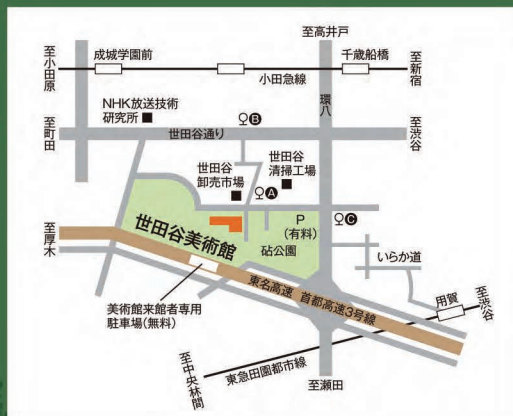 至高井戸
至小田原
成城学園前
千歳船橋
至新宿
小田急線
環八
NHK放送技術
研究所
B
至町田
世田谷通り
至渋谷
世田谷
卸売市場
世田谷
清掃工場
A
P
(有料)
C
世田谷美術館
砧公園
いらか道
至厚木
東名高速 首都高速3号線
用賀
至渋谷
美術館来館者専用
駐車場(無料)
東急田園都市線
至中央林間
至瀬田